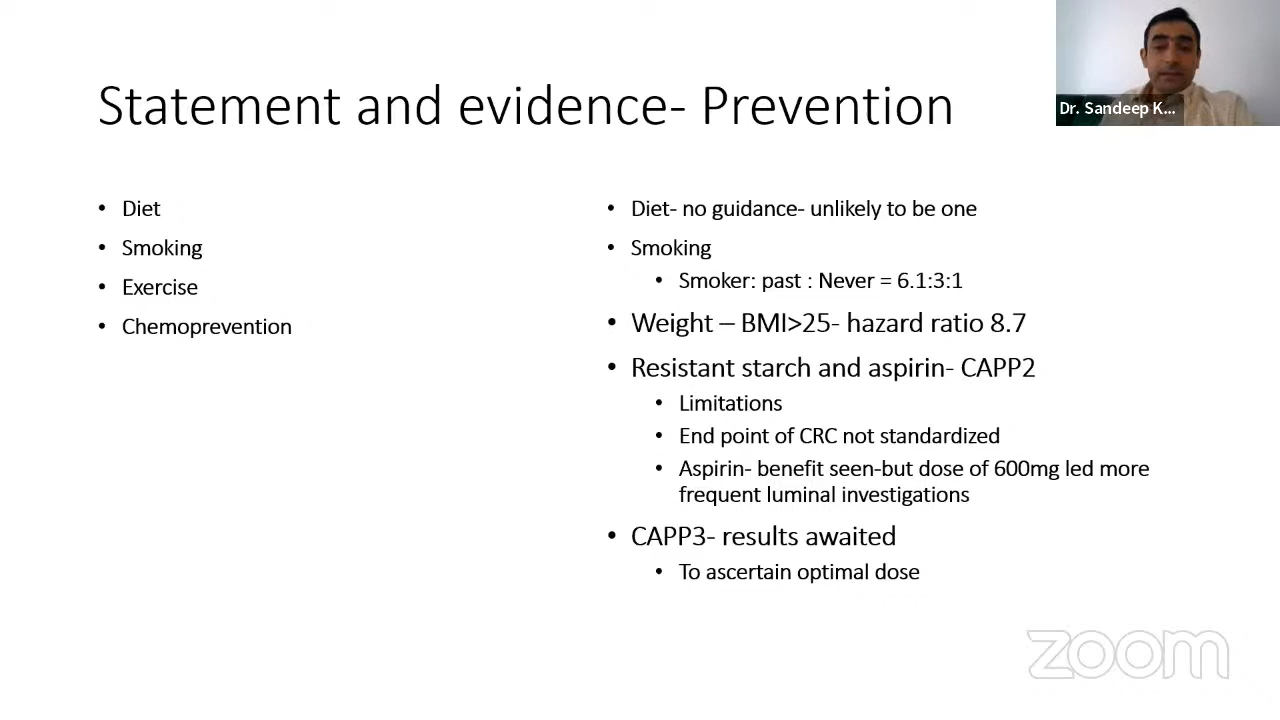 Statement and evidence- Prevention
Dr. Sandeep K...
• Diet
• Smoking
• Exercise
• Chemoprevention
• Diet- no guidance- unlikely to be one
• Smoking
• Smoker: past : Never = 6.1:3:1
• Weight – BMI>25- hazard ratio 8.7
• Resistant starch and aspirin- CAPP2
• Limitations
• End point of CRC not standardized
• Aspirin- benefit seen-but dose of 600mg led more
frequent luminal investigations
• CAPP3- results awaited
• To ascertain optimal dose
zoom